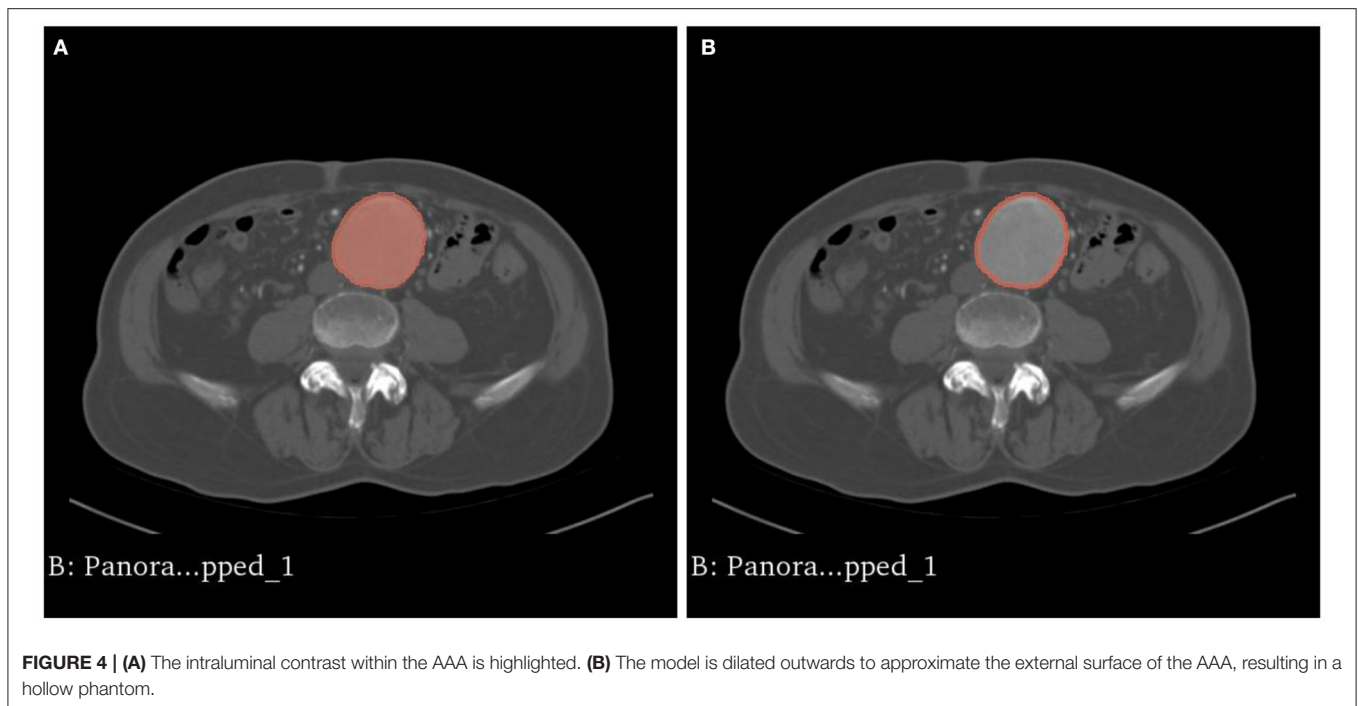 A
B
B: Panora...pped_1
B: Panora...pped_1
FIGURE 4 | (A) The intraluminal contrast within the AAA is highlighted. (B) The model is dilated outwards to approximate the external surface of the AAA, resulting in a
hollow phantom.